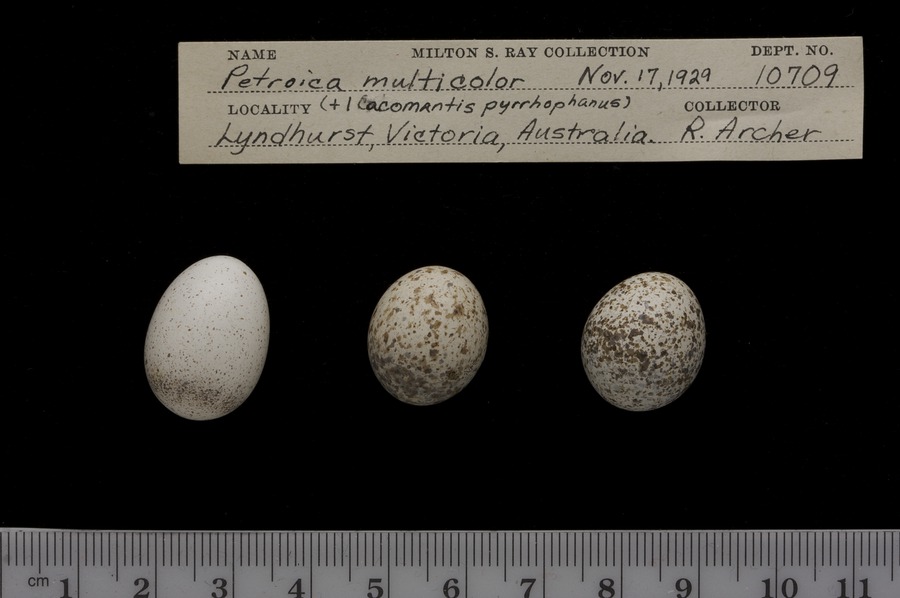 NAME MILTON S. RAY COLLECTION DEPT. NO.
Petroica multicolor Nov. 17, 1929 10709
LOCALITY (+1 Cacomantis pyrrhophanus) COLLECTOR
Lyndhurst, Victoria, Australia. R. Archer
cm 1 2 3 4 5 6 7 8 9 10 11